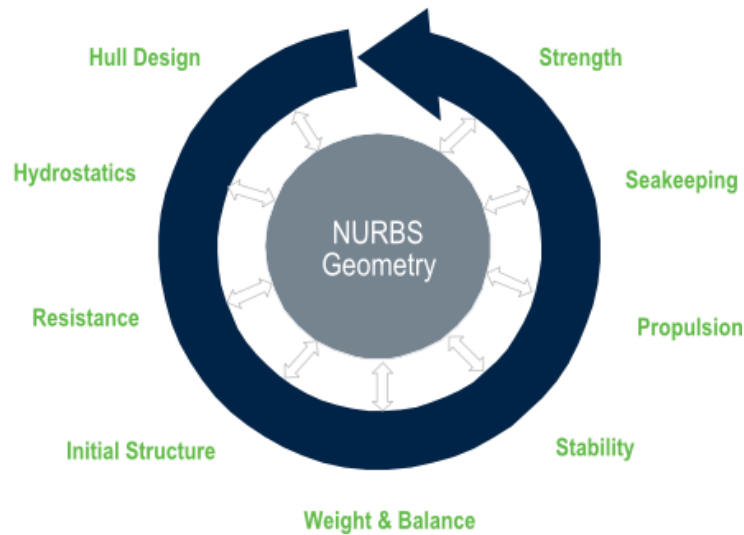 Hull Design
Strength
Hydrostatics
Seakeeping
NURBS
Geometry
Resistance
Propulsion
Initial Structure
Stability
Weight & Balance